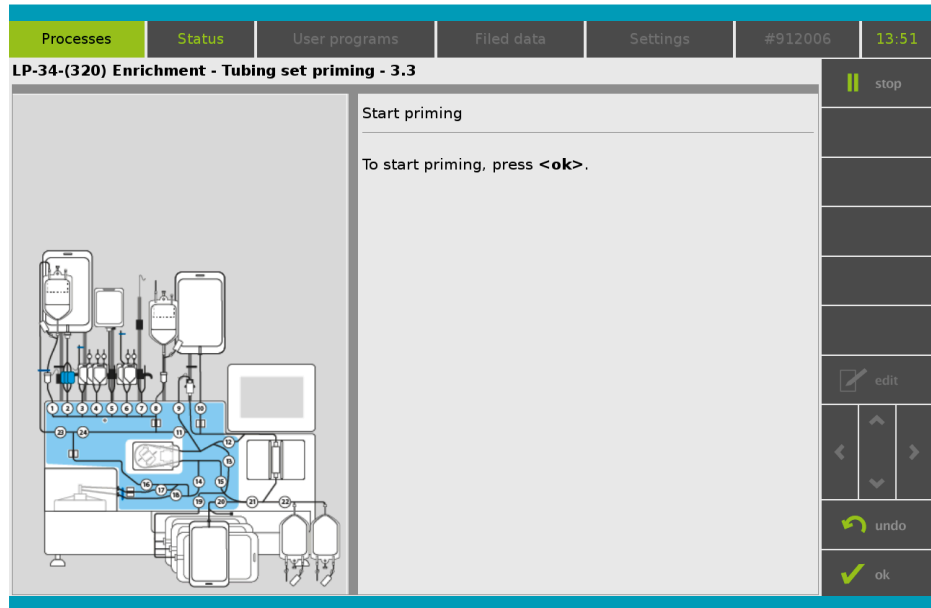 Processes Status User programs Filed data Settings #912006 13:51
LP-34-(320) Enrichment - Tubing set priming - 3.3
stop
Start priming
To start priming, press <ok>.
1 2 3 4 5 6 7 8 9 10
23 24 11
12
13
16 17 18 14 15
19 20 21 22
edit
undo
ok